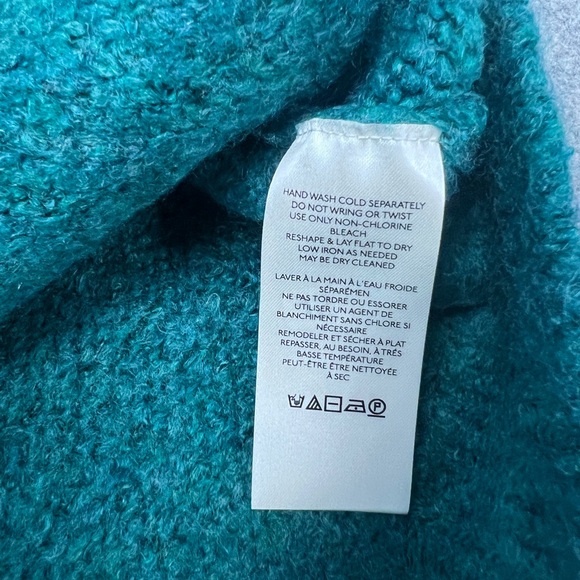 HAND WASH COLD SEPARATELY
DO NOT WRING OR TWIST
USE ONLY NON-CHLORINE
BLEACH
RESHAPE & LAY FLAT TO DRY
LOW IRON AS NEEDED
MAY BE DRY CLEANED
LAVER À LA MAIN À L'EAU FROIDE
SÉPARÉMEN
NE PAS TORDRE OU ESSORER
UTILISER UN AGENT DE
BLANCHIMENT SANS CHLORE SI
NÉCESSAIRE
REMODELER ET SÉCHER À PLAT
REPASSER, AU BESOIN, À TRÉS
BASSE TEMPÉRATURE
PEUT-ÊTRE ÊTRE NETTOYÉE
À SEC
P